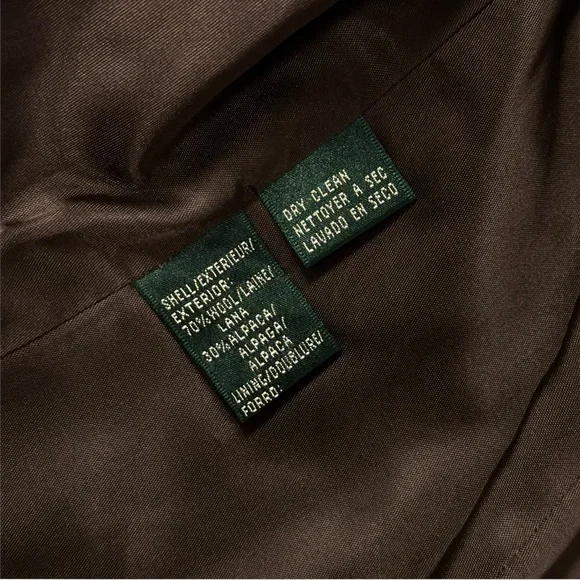 SHELL/EXTERIEUR/
EXTERIOR:
70%WOOL/LAINE/
LANA
30%ALPACA/
ALPAGA/
ALPACA
LINING/DOUBLURE/
FORRO:
DRY CLEAN
NETTOYER À SEC
LAVADO EN SECO